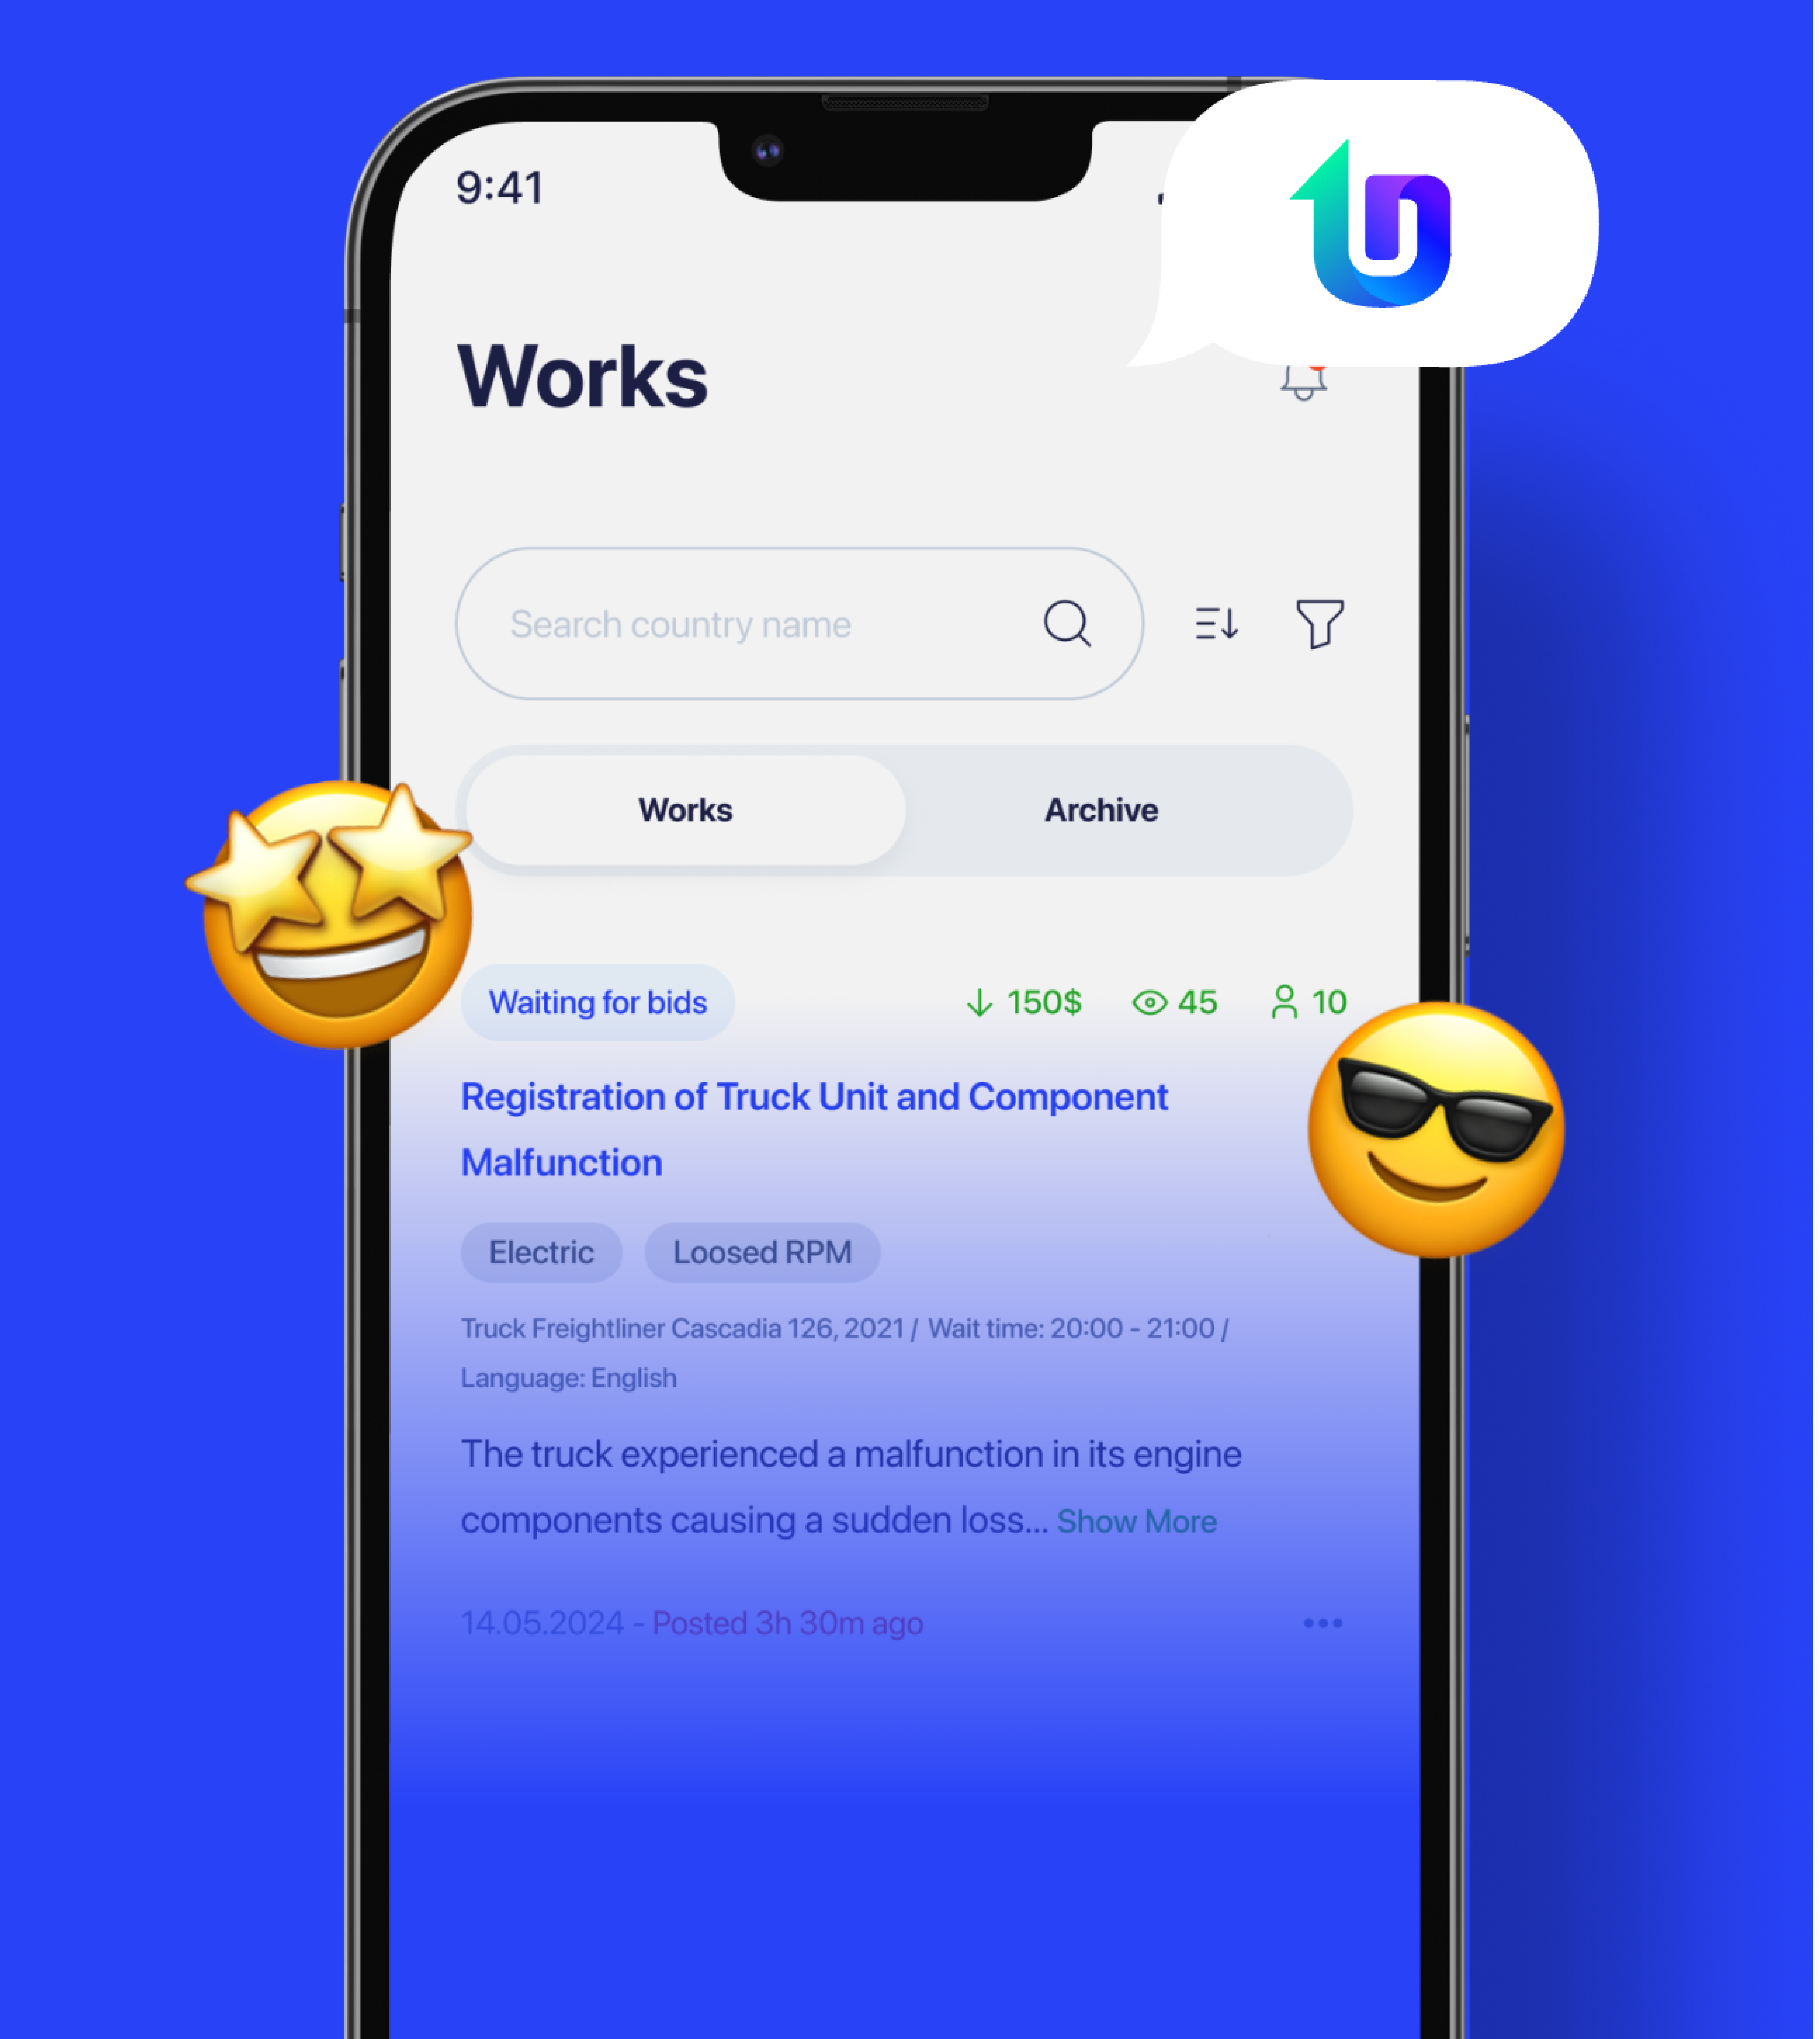 9:41
Works
Search country name
Works Archive
Waiting for bids 150$ 45 10
Registration of Truck Unit and Component
Malfunction
Electric Loosed RPM
Truck Freightliner Cascadia 126, 2021 / Wait time: 20:00 - 21:00 /
Language: English
The truck experienced a malfunction in its engine
components causing a sudden loss... Show More
14.05.2024 - Posted 3h 30m ago